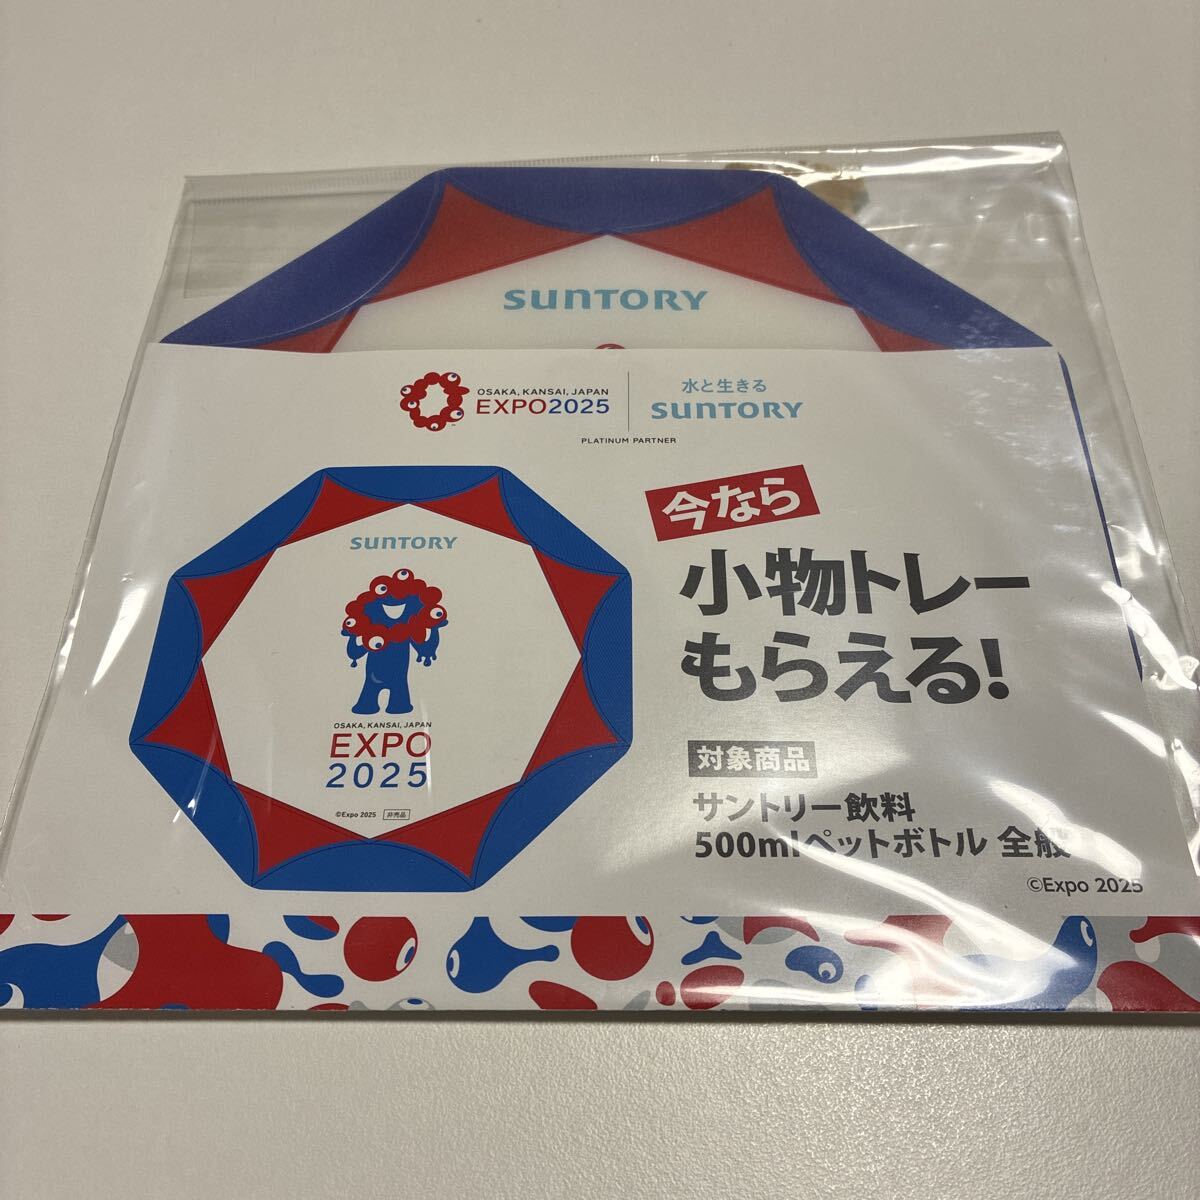 SUNTORY
OSAKA, KANSAI, JAPAN
EXPO2025
水と生きる
SUNTORY
PLATINUM PARTNER
今なら
小物トレー
もらえる!
SUNTORY
OSAKA, KANSAI, JAPAN
EXPO
2025
©Expo 2025 非売品
対象商品
サントリー飲料
500mlペットボトル 全般
©Expo 2025